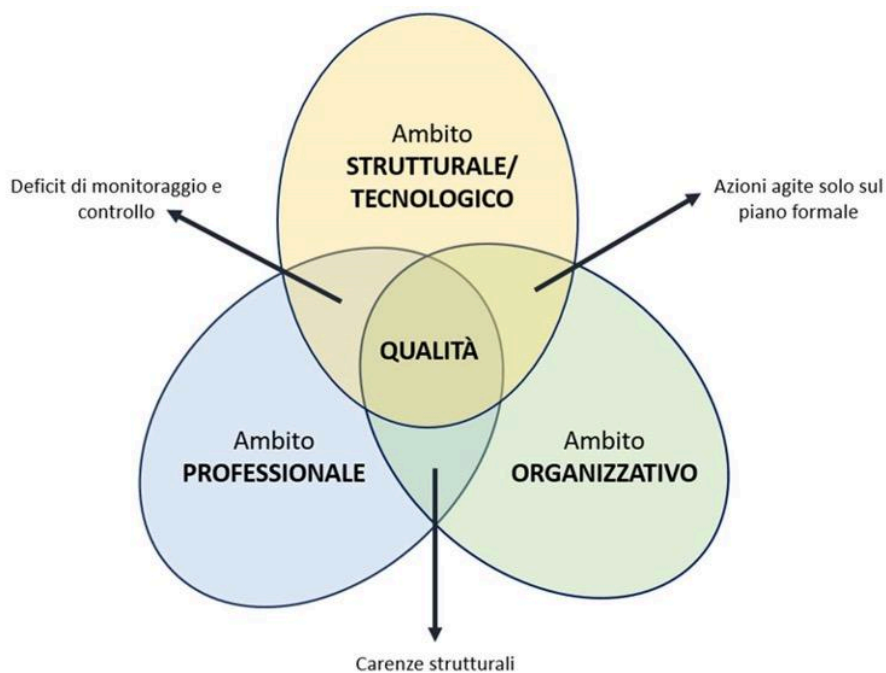 Ambito
STRUTTURALE/
TECNOLOGICO
Deficit di monitoraggio e
controllo
Azioni agite solo sul
piano formale
QUALITÀ
Ambito
PROFESSIONALE
Ambito
ORGANIZZATIVO
Carenze strutturali